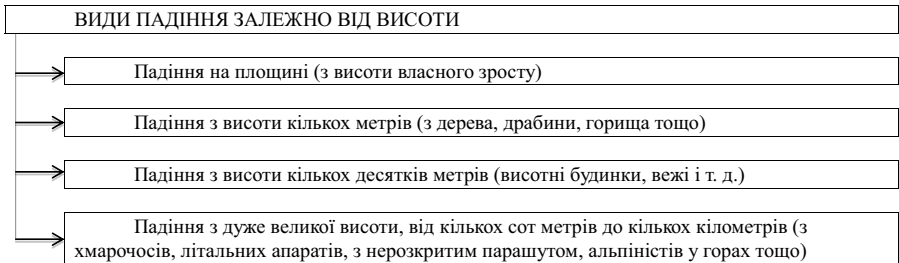 ВИДИ ПАДІННЯ ЗАЛЕЖНО ВІД ВИСОТИ
Падіння на площині (з висоти власного зросту)
Падіння з висоти кількох метрів (з дерева, драбини, горища тощо)
Падіння з висоти кількох десятків метрів (висотні будинки, вежі і т. д.)
Падіння з дуже великої висоти, від кількох сот метрів до кількох кілометрів (з
хмарочосів, літальних апаратів, з нерозкритим парашутом, альпіністів у горах тощо)